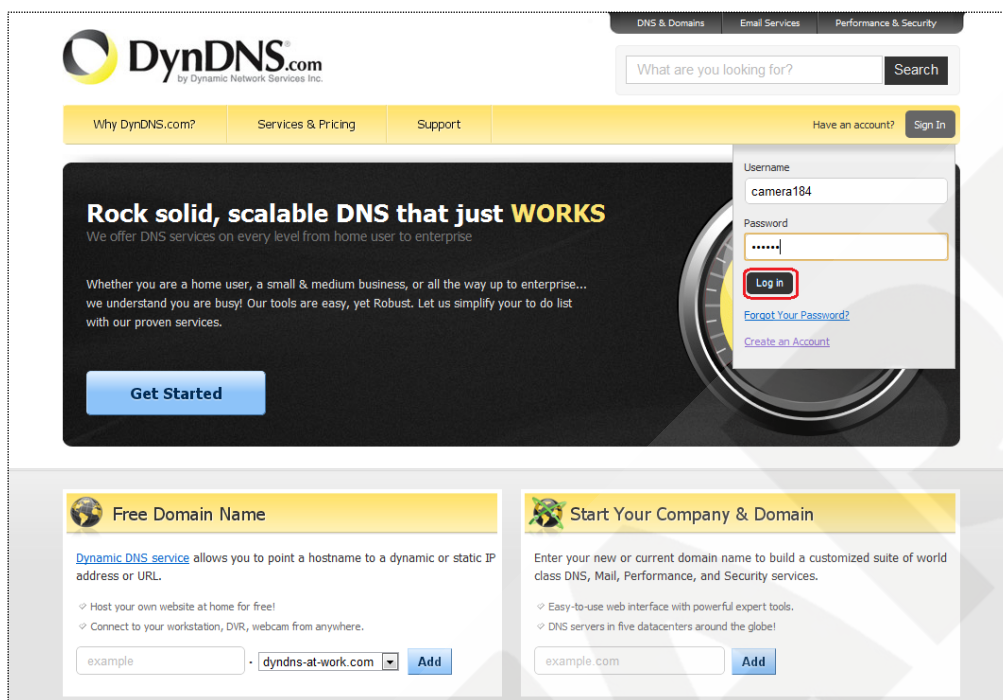 DNS & Domains Email Services Performance & Security
DynDNS.com
by Dynamic Network Services Inc.
What are you looking for? Search
Why DynDNS.com? Services & Pricing Support Have an account? Sign In
Username
camera184
Password
••••••
Log in
Forgot Your Password?
Create an Account
Rock solid, scalable DNS that just WORKS
We offer DNS services on every level from home user to enterprise
Whether you are a home user, a small & medium business, or all the way up to enterprise...
we understand you are busy! Our tools are easy, yet Robust. Let us simplify your to do list
with our proven services.
Get Started
Free Domain Name
Dynamic DNS service allows you to point a hostname to a dynamic or static IP
address or URL.
Host your own website at home for free!
Connect to your workstation, DVR, webcam from anywhere.
example . dyndns-at-work.com Add
Start Your Company & Domain
Enter your new or current domain name to build a customized suite of world
class DNS, Mail, Performance, and Security services.
Easy-to-use web interface with powerful expert tools.
DNS servers in five datacenters around the globe!
example.com Add